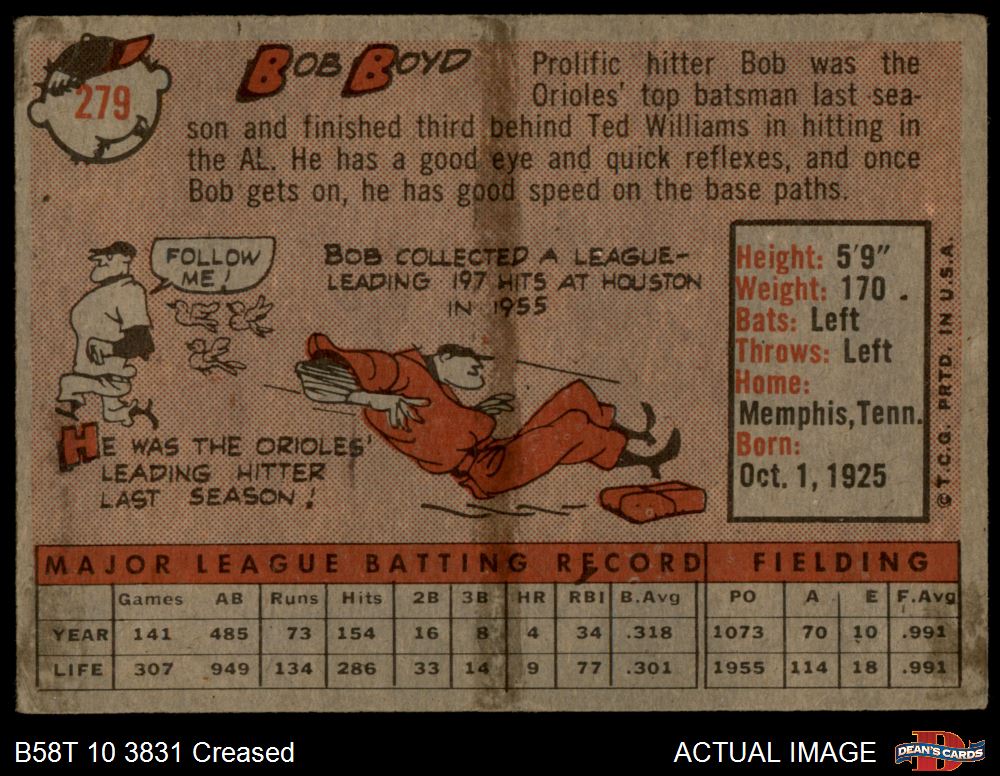 279
BOB BOYD
Prolific hitter Bob was the
Orioles' top batsman last sea-
son and finished third behind Ted Williams in hitting in
the AL. He has a good eye and quick reflexes, and once
Bob gets on, he has good speed on the base paths.
FOLLOW
ME!
HE WAS THE ORIOLES'
LEADING HITTER
LAST SEASON!
BOB COLLECTED A LEAGUE-
LEADING 197 HITS AT HOUSTON
IN 1955
Height: 5'9"
Weight: 170.
Bats: Left
Throws: Left
Home:
Memphis, Tenn.
Born:
Oct. 1, 1925
© T.C.G. PRTD. IN U.S.A.
MAJOR LEAGUE BATTING RECORD FIELDING
Games AB Runs Hits 2B 3B HR RBI B.Avg PO A E F.Avg
YEAR 141 485 73 154 16 8 4 34 .318 1073 70 10 .991
LIFE 307 949 134 286 33 14 9 77 .301 1955 114 18 .991
B58T 10 3831 Creased
ACTUAL IMAGE
D
DEAN'S CARDS